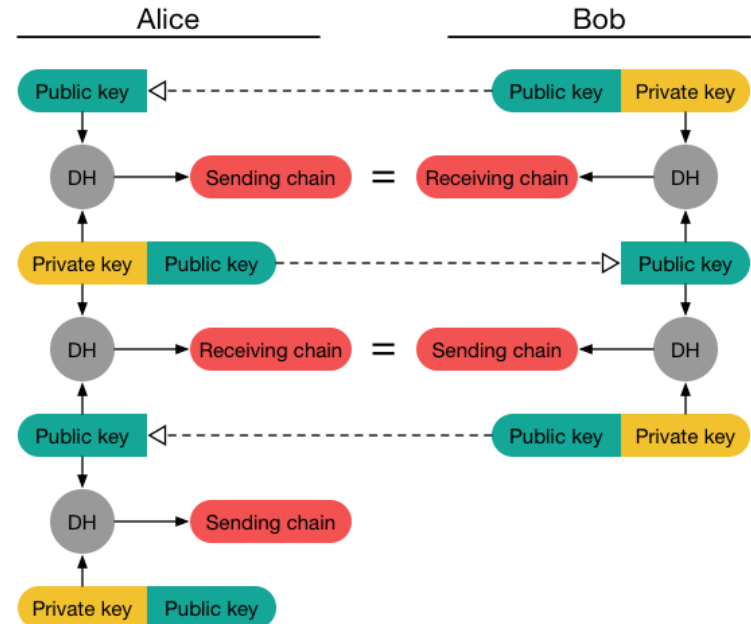 Alice Bob
Public key Public key Private key
DH Sending chain = Receiving chain DH
Private key Public key Public key
DH Receiving chain = Sending chain DH
Public key Public key Private key
DH Sending chain
Private key Public key